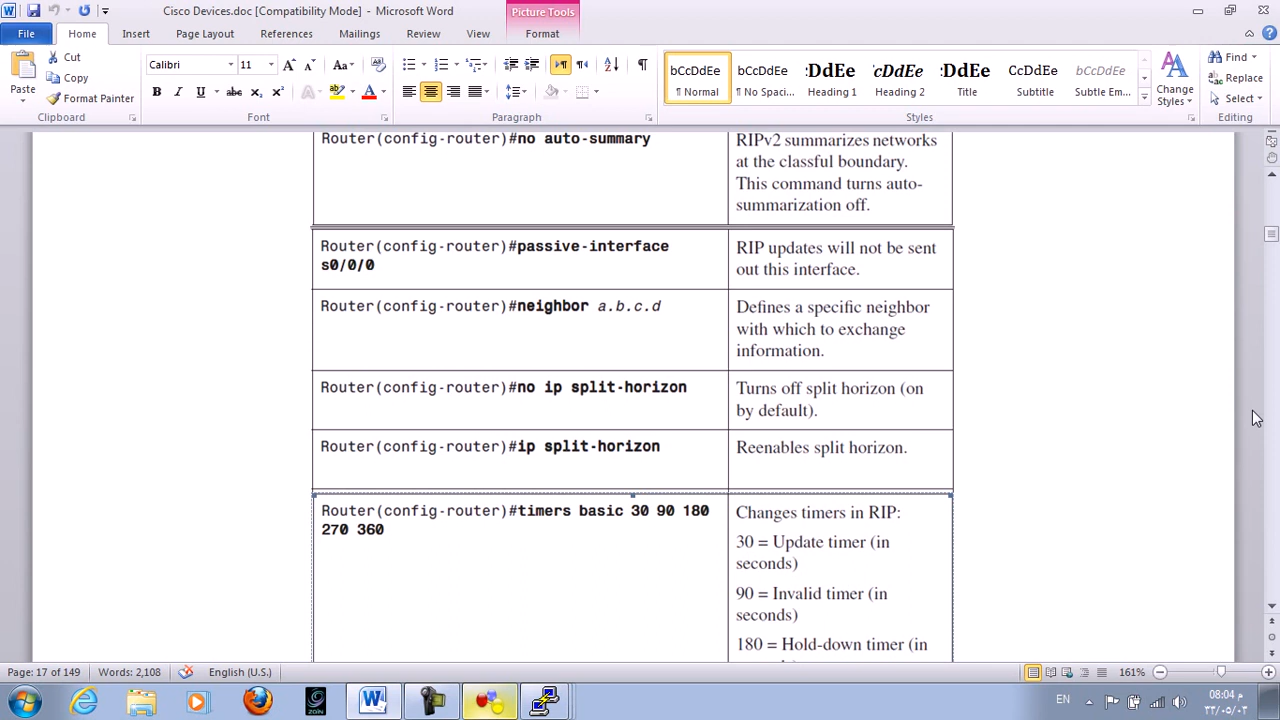 Cisco Devices.doc [Compatibility Mode] - Microsoft Word
Picture Tools
File Home Insert Page Layout References Mailings Review View Format
Cut
Copy
Format Painter
Paste
Clipboard
Calibri 11
Font
Paragraph
bCcDdEe bCcDdEe bCcDdE cCcDdEe bCcDdE CcDdEe bCcDdEe
¶ Normal ¶ No Spaci... Heading 1 Heading 2 Title Subtitle Subtle Em...
Change
Styles
Styles
Find
Replace
Select
Editing
Router(config-router)#no auto-summary
RIPv2 summarizes networks
at the classful boundary.
This command turns auto-
summarization off.
Router(config-router)#passive-interface
s0/0/0
RIP updates will not be sent
out this interface.
Router(config-router)#neighbor a.b.c.d
Defines a specific neighbor
with which to exchange
information.
Router(config-router)#no ip split-horizon
Turns off split horizon (on
by default).
Router(config-router)#ip split-horizon
Reenables split horizon.
Router(config-router)#timers basic 30 90 180
270 360
Changes timers in RIP:
30 = Update timer (in
seconds)
90 = Invalid timer (in
seconds)
180 = Hold-down timer (in
Page: 17 of 149 Words: 2,108 English (U.S.) 161%
ZAIN
EN
08:04 م
٣٣/٠٥/٠٣